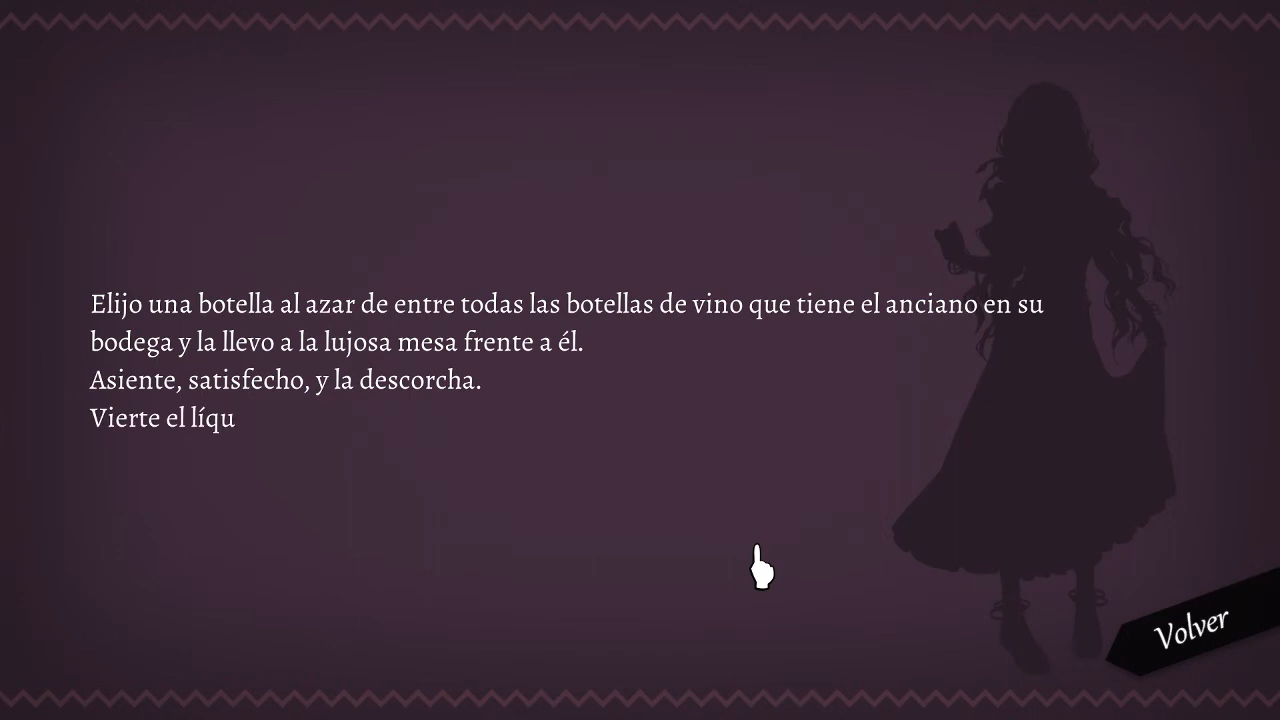 Elijo una botella al azar de entre todas las botellas de vino que tiene el anciano en su
bodega y la llevo a la lujosa mesa frente a él.
Asiente, satisfecho, y la descorcha.
Vierte el líqu
Volver